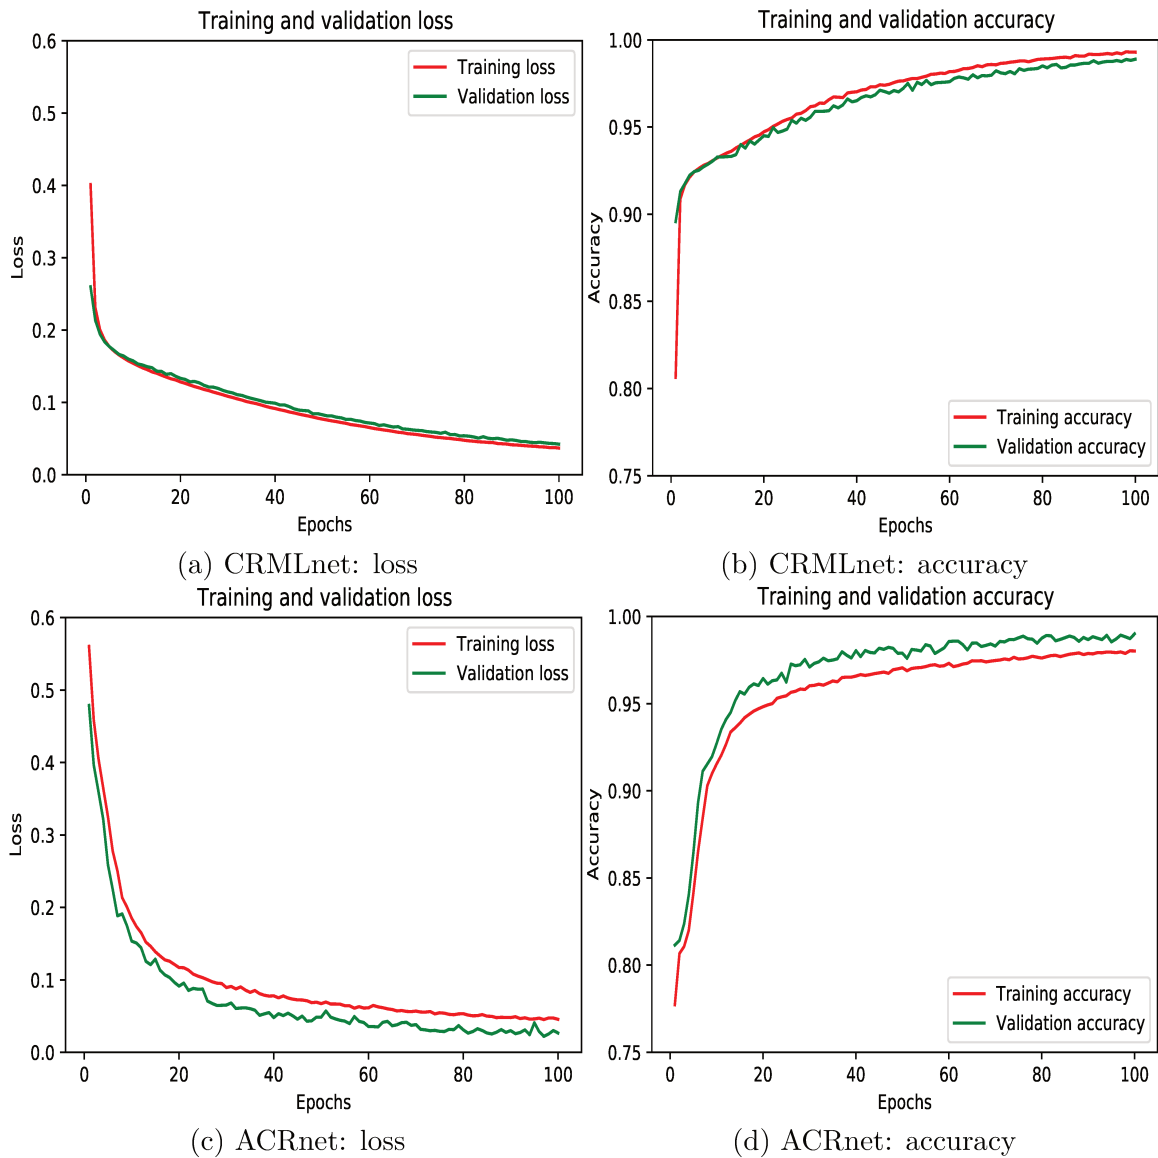 Training and validation loss
0.6
0.5
0.4
0.3
0.2
0.1
0.0
Loss
Training loss
Validation loss
0 20 40 60 80 100
Epochs
(a) CRMLnet: loss
Training and validation accuracy
1.00
0.95
0.90
0.85
0.80
0.75
Accuracy
Training accuracy
Validation accuracy
0 20 40 60 80 100
Epochs
(b) CRMLnet: accuracy
Training and validation loss
0.6
0.5
0.4
0.3
0.2
0.1
0.0
Loss
Training loss
Validation loss
0 20 40 60 80 100
Epochs
(c) ACRnet: loss
Training and validation accuracy
1.00
0.95
0.90
0.85
0.80
0.75
Accuracy
Training accuracy
Validation accuracy
0 20 40 60 80 100
Epochs
(d) ACRnet: accuracy